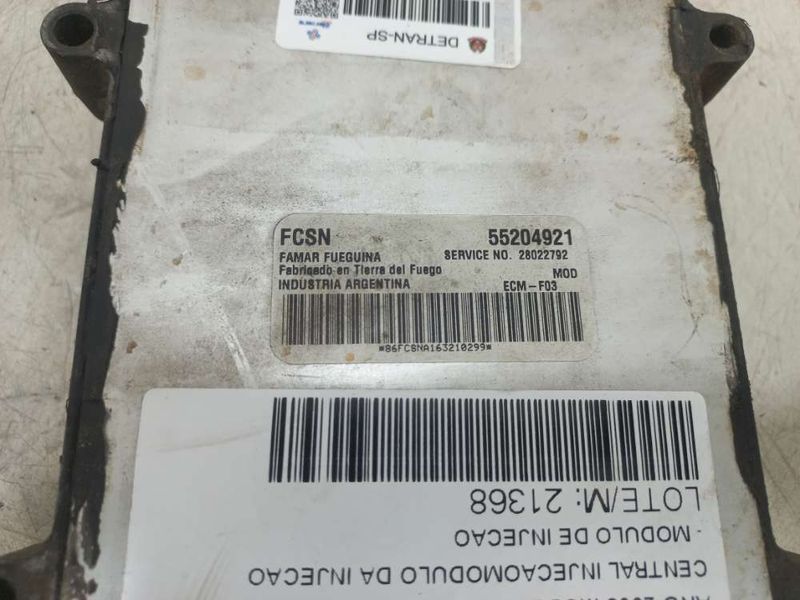 DETRAN-SP
FCSN 55204921
FAMAR FUEGUINA SERVICE NO. 28022792
Fabricado en Tierra del Fuego MOD
INDUSTRIA ARGENTINA ECM-F03
*86FCSNA163210299*
LOTE/M: 21368
- MODULO DE INJECAO
CENTRAL INJECAOMODULO DA INJECAO